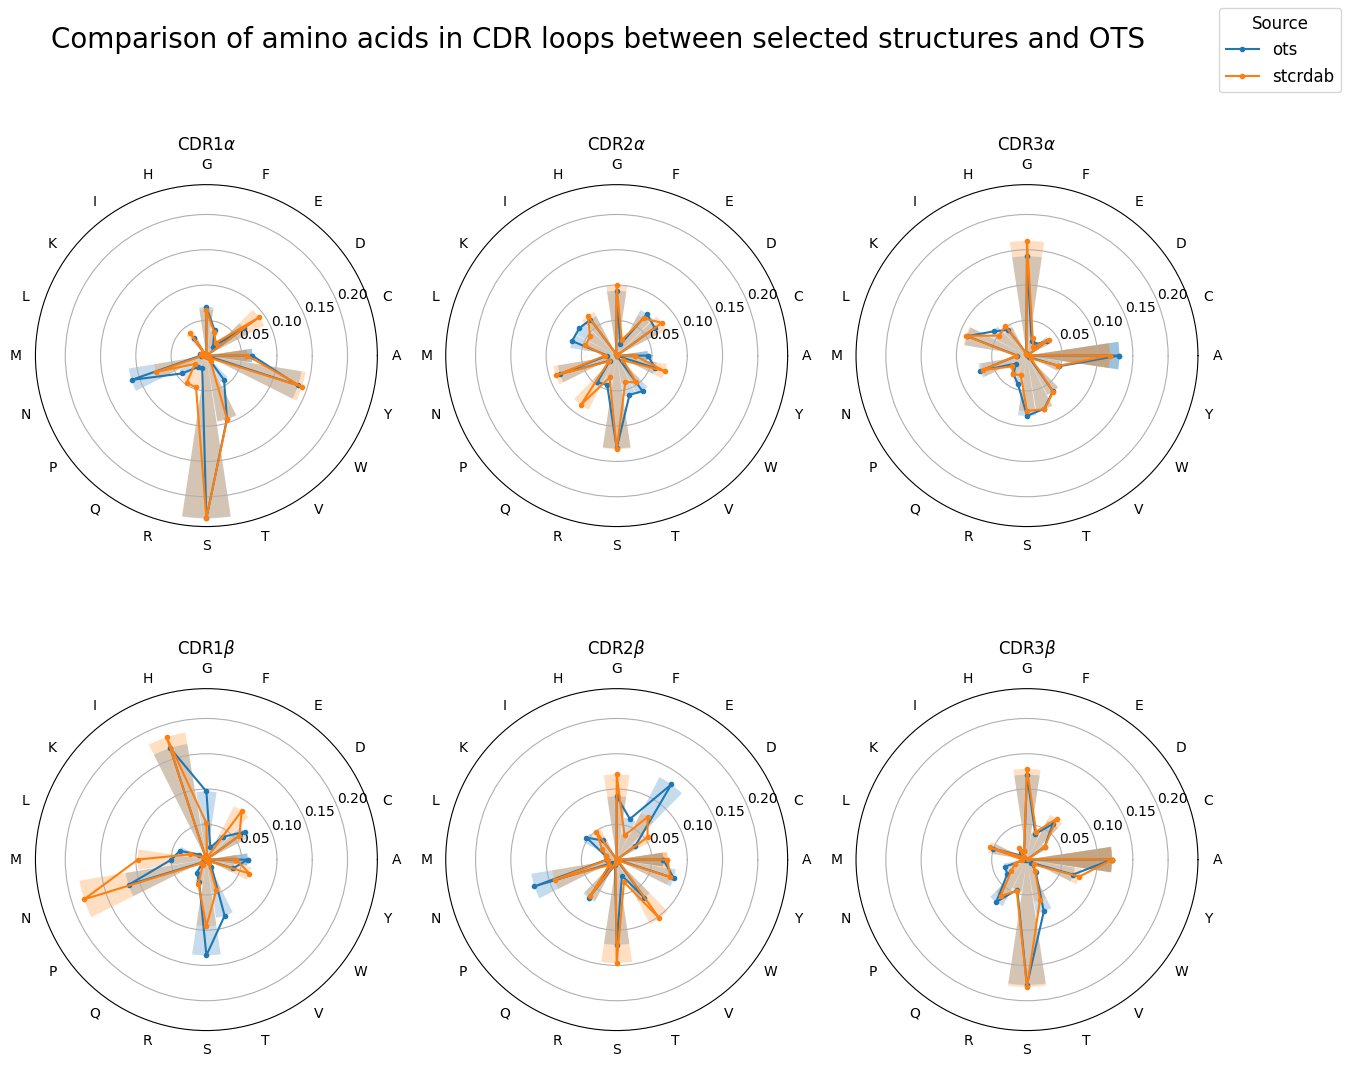 Comparison of amino acids in CDR loops between selected structures and OTS
Source
ots
stcrdab
CDR1α
G
H F
I E
K D
L C
0.20
0.15
0.10
0.05
M A
N Y
P W
Q V
R T
S
CDR2α
G
H F
I E
K D
L C
0.20
0.15
0.10
0.05
M A
N Y
P W
Q V
R T
S
CDR3α
G
H F
I E
K D
L C
0.20
0.15
0.10
0.05
M A
N Y
P W
Q V
R T
S
CDR1β
G
H F
I E
K D
L C
0.20
0.15
0.10
0.05
M A
N Y
P W
Q V
R T
S
CDR2β
G
H F
I E
K D
L C
0.20
0.15
0.10
0.05
M A
N Y
P W
Q V
R T
S
CDR3β
G
H F
I E
K D
L C
0.20
0.15
0.10
0.05
M A
N Y
P W
Q V
R T
S